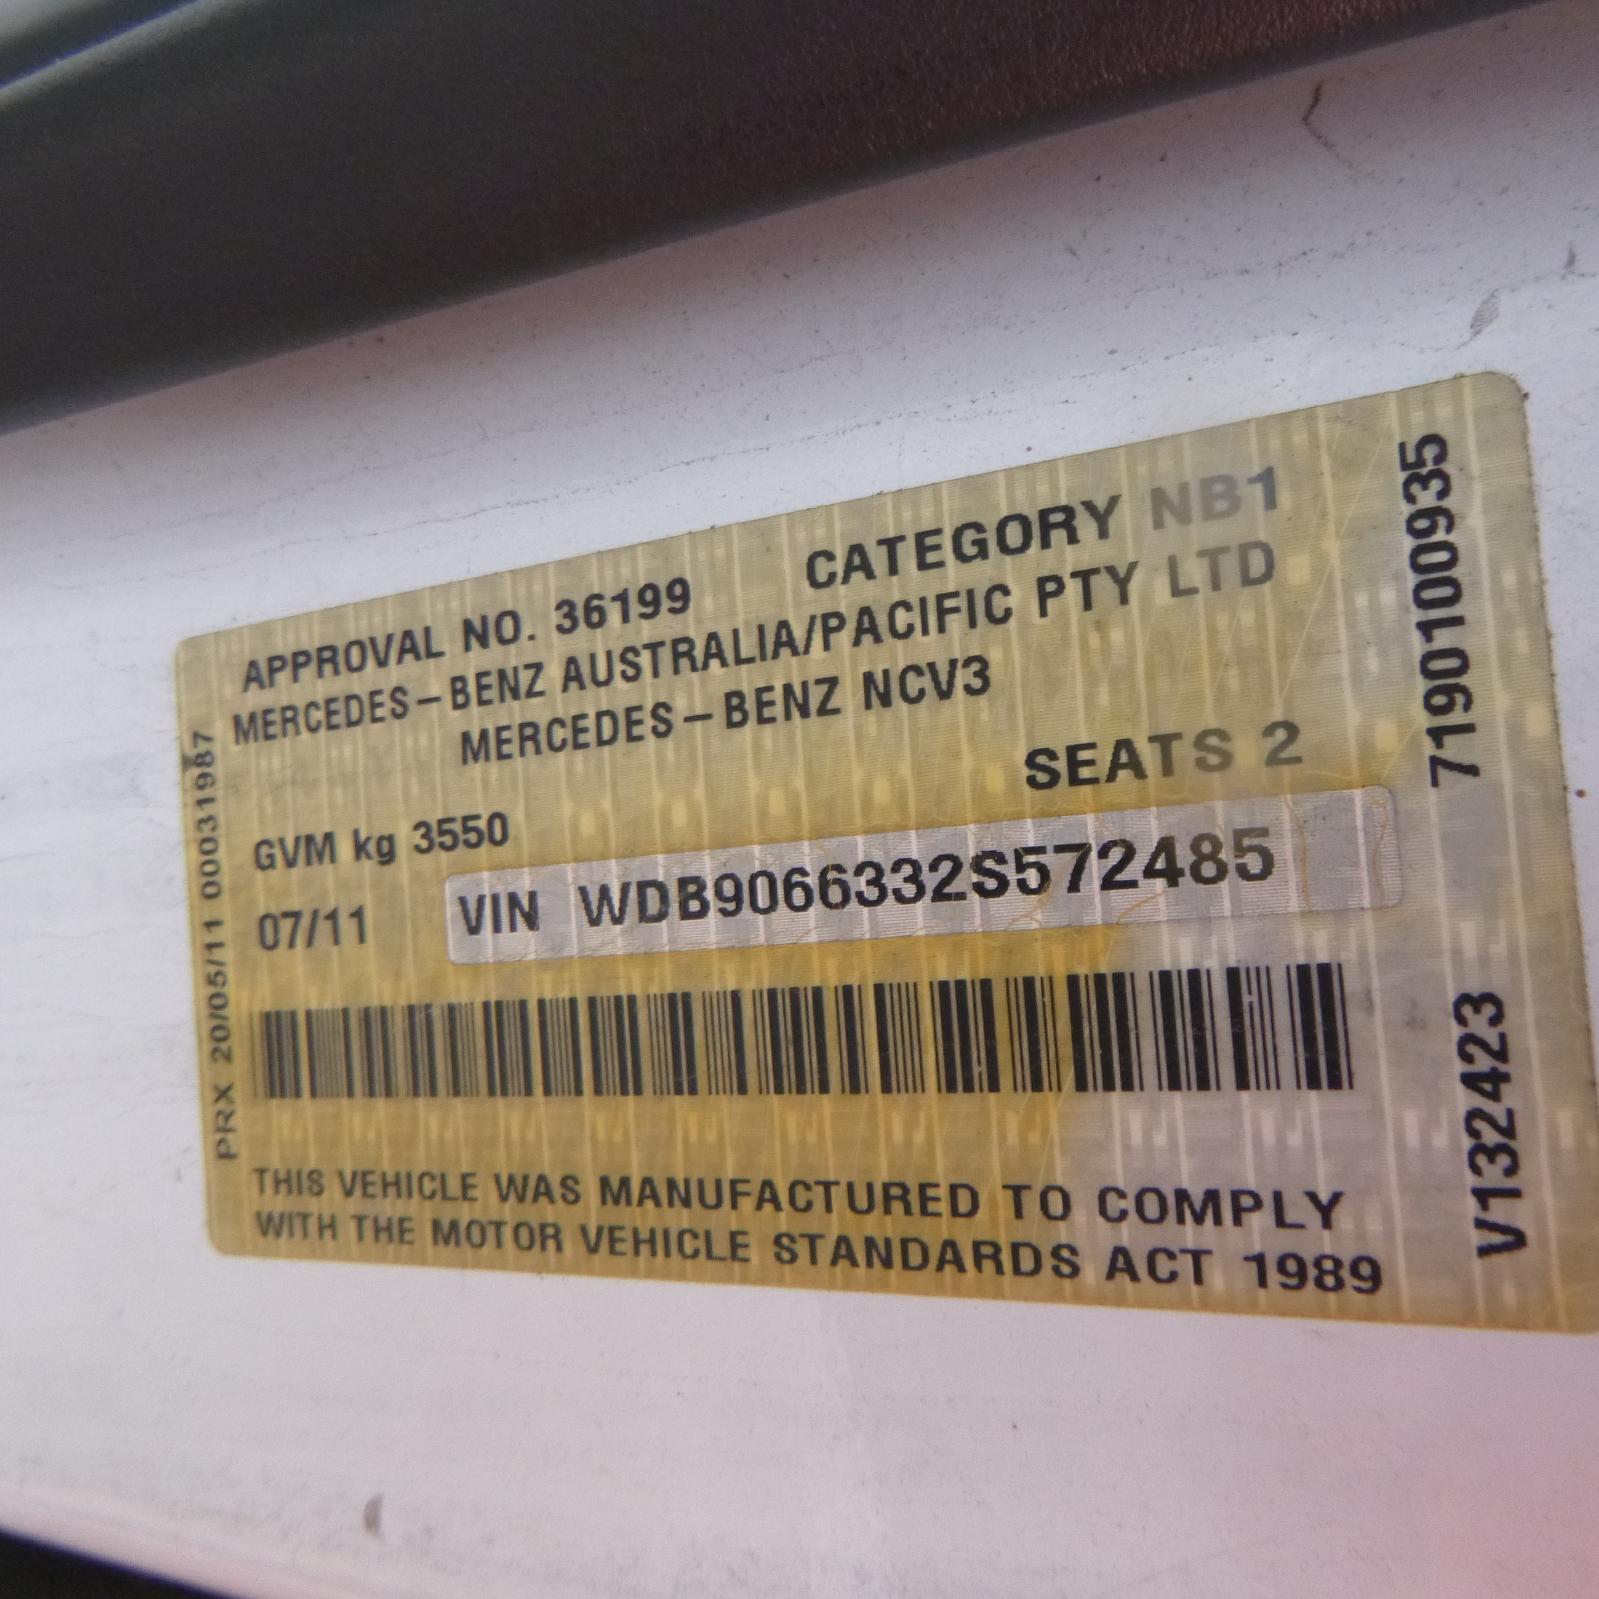 APPROVAL NO. 36199 CATEGORY NB1
MERCEDES-BENZ AUSTRALIA/PACIFIC PTY LTD
MERCEDES-BENZ NCV3
SEATS 2
GVM kg 3550
07/11 VIN WDB9066332S572485
THIS VEHICLE WAS MANUFACTURED TO COMPLY
WITH THE MOTOR VEHICLE STANDARDS ACT 1989
PRX 20/05/11 00031987
V132423 7190100935